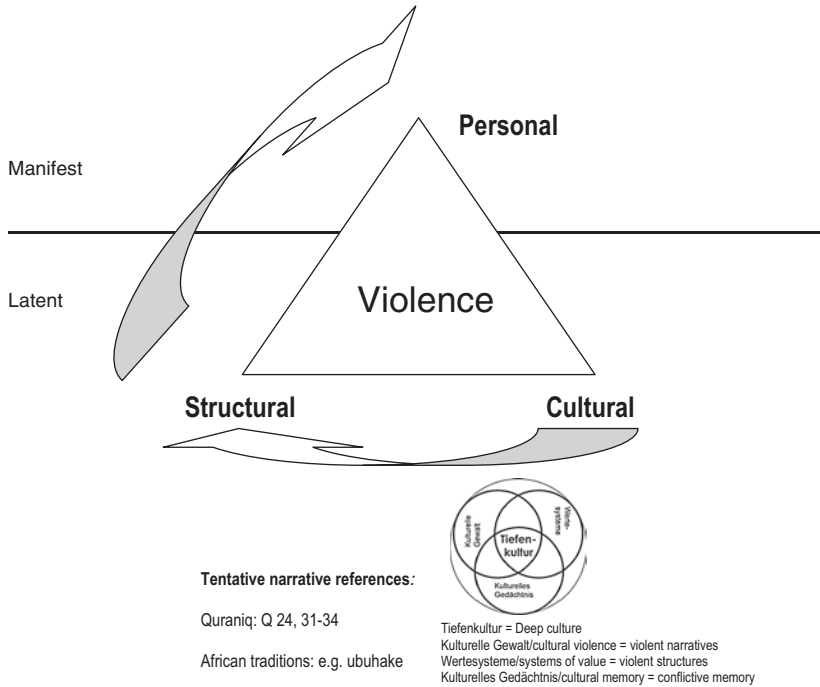 Personal
Manifest
Latent
Violence
Structural
Cultural
Kulturelle
Gewalt
Werte-
systeme
Tiefen-
kultur
Kulturelles
Gedächtnis
Tentative narrative references:
Quraniq: Q 24, 31-34
African traditions: e.g. ubuhake
Tiefenkultur = Deep culture
Kulturelle Gewalt/cultural violence = violent narratives
Wertesysteme/systems of value = violent structures
Kulturelles Gedächtnis/cultural memory = conflictive memory